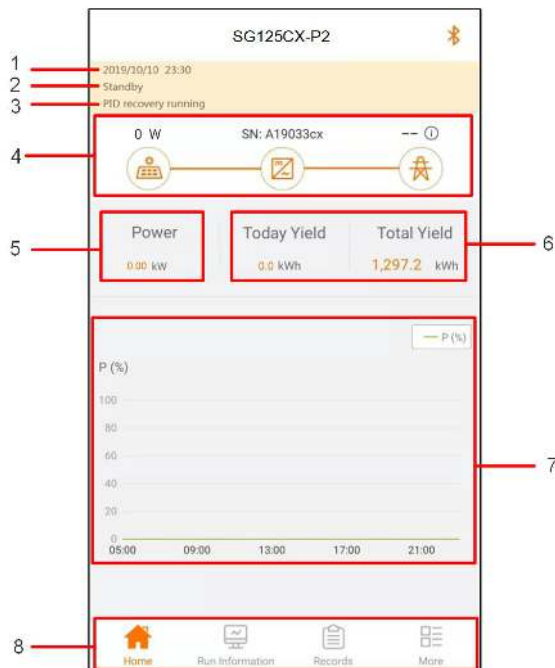 SG125CX-P2
1
2019/10/10 23:30
2
Standby
3
PID recovery running
4
0 W SN: A19033cx --
5
Power Today Yield Total Yield
6
0.00 kW 0.0 kWh 1,297.2 kWh
P (%)
P (%)
100
80
60
7
40
20
0
05:00 09:00 13:00 17:00 21:00
8
Home Run Information Records More